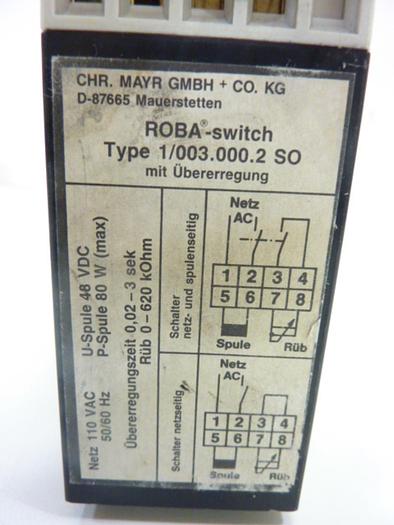 CHR. MAYR GMBH + CO. KG
D-87665 Mauerstetten
ROBA®-switch
Type 1/003.000.2 SO
mit Übererregung
Netz 110 VAC
50/60 Hz
U-Spule 48 VDC
P-Spule 80 W (max)
Übererregungszeit 0,02–3 sek
Rüb 0–620 kOhm
Schalter
netz- und spulenseitig
Netz
AC
1 2 3 4
5 6 7 8
Spule Rüb
Schalter netzseitig
Netz
AC
1 2 3 4
5 6 7 8
Spule Rüb